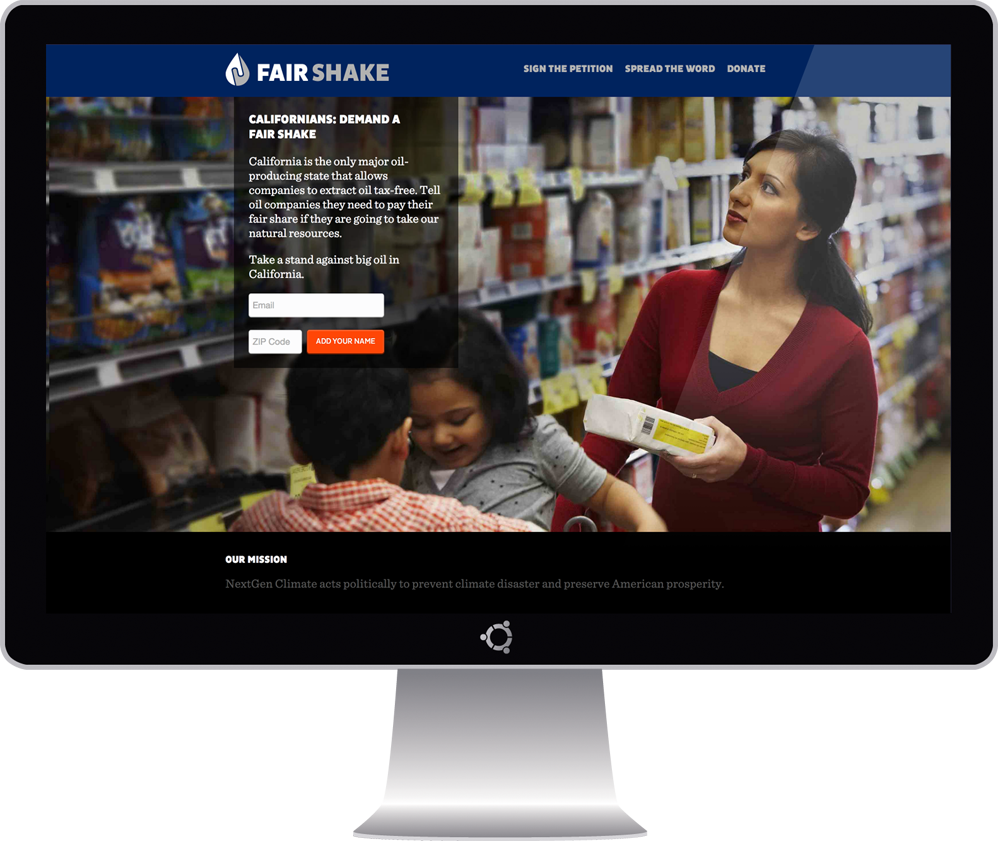 FAIR SHAKE
SIGN THE PETITION SPREAD THE WORD DONATE
CALIFORNIANS: DEMAND A
FAIR SHAKE
California is the only major oil-
producing state that allows
companies to extract oil tax-free. Tell
oil companies they need to pay their
fair share if they are going to take our
natural resources.
Take a stand against big oil in
California.
Email
ZIP Code ADD YOUR NAME
OUR MISSION
NextGen Climate acts politically to prevent climate disaster and preserve American prosperity.